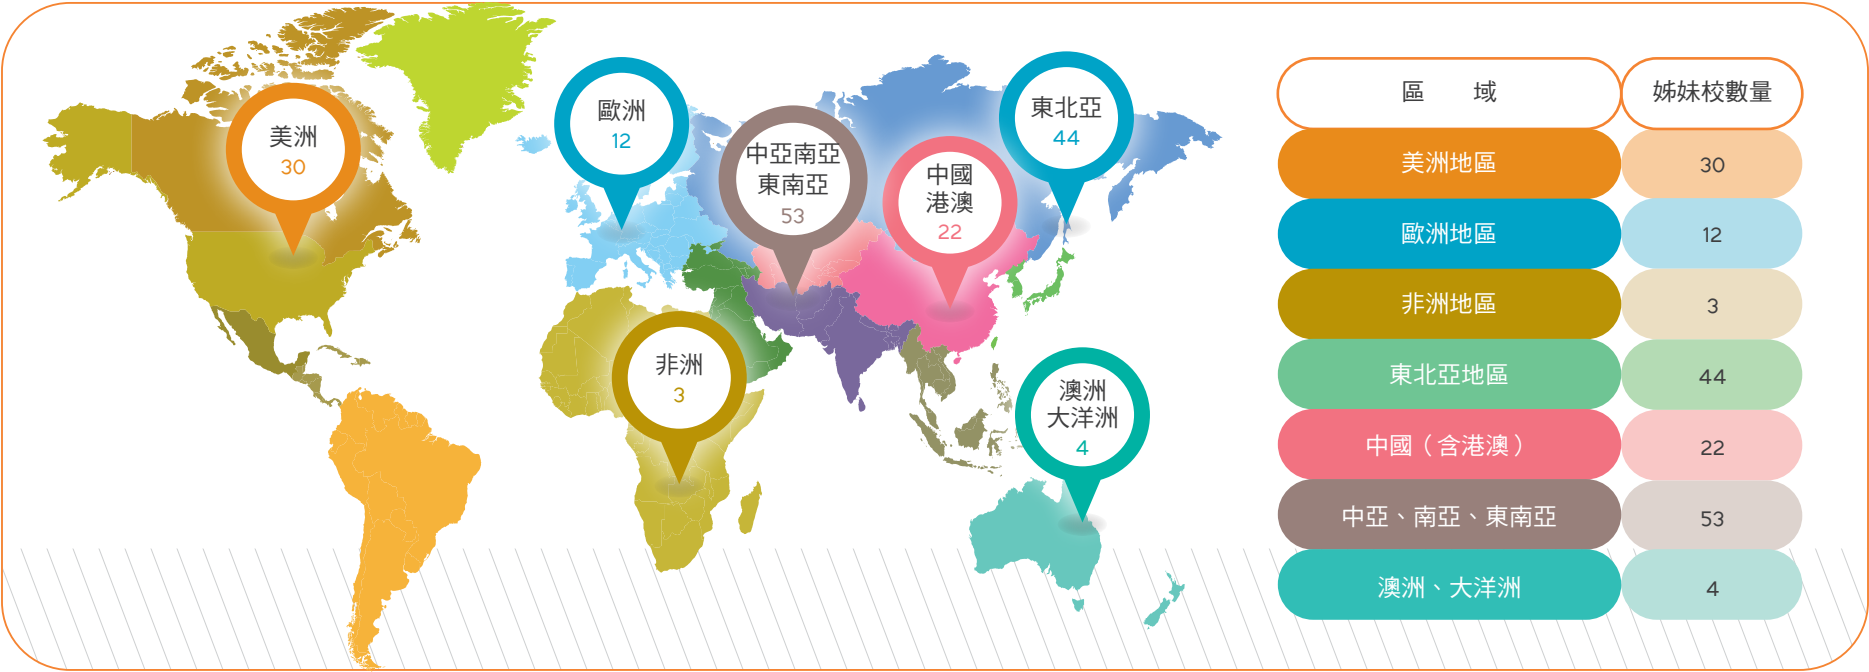 美洲
30
歐洲
12
中亞南亞
東南亞
53
中國
港澳
22
東北亞
44
非洲
3
澳洲
大洋洲
4
區 域 姊妹校數量
美洲地區 30
歐洲地區 12
非洲地區 3
東北亞地區 44
中國（含港澳） 22
中亞、南亞、東南亞 53
澳洲、大洋洲 4